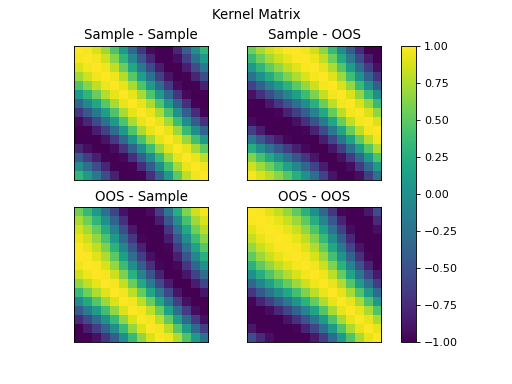 Kernel Matrix
Sample - Sample
Sample - OOS
OOS - Sample
OOS - OOS
1.00
0.75
0.50
0.25
0.00
−0.25
−0.50
−0.75
−1.00